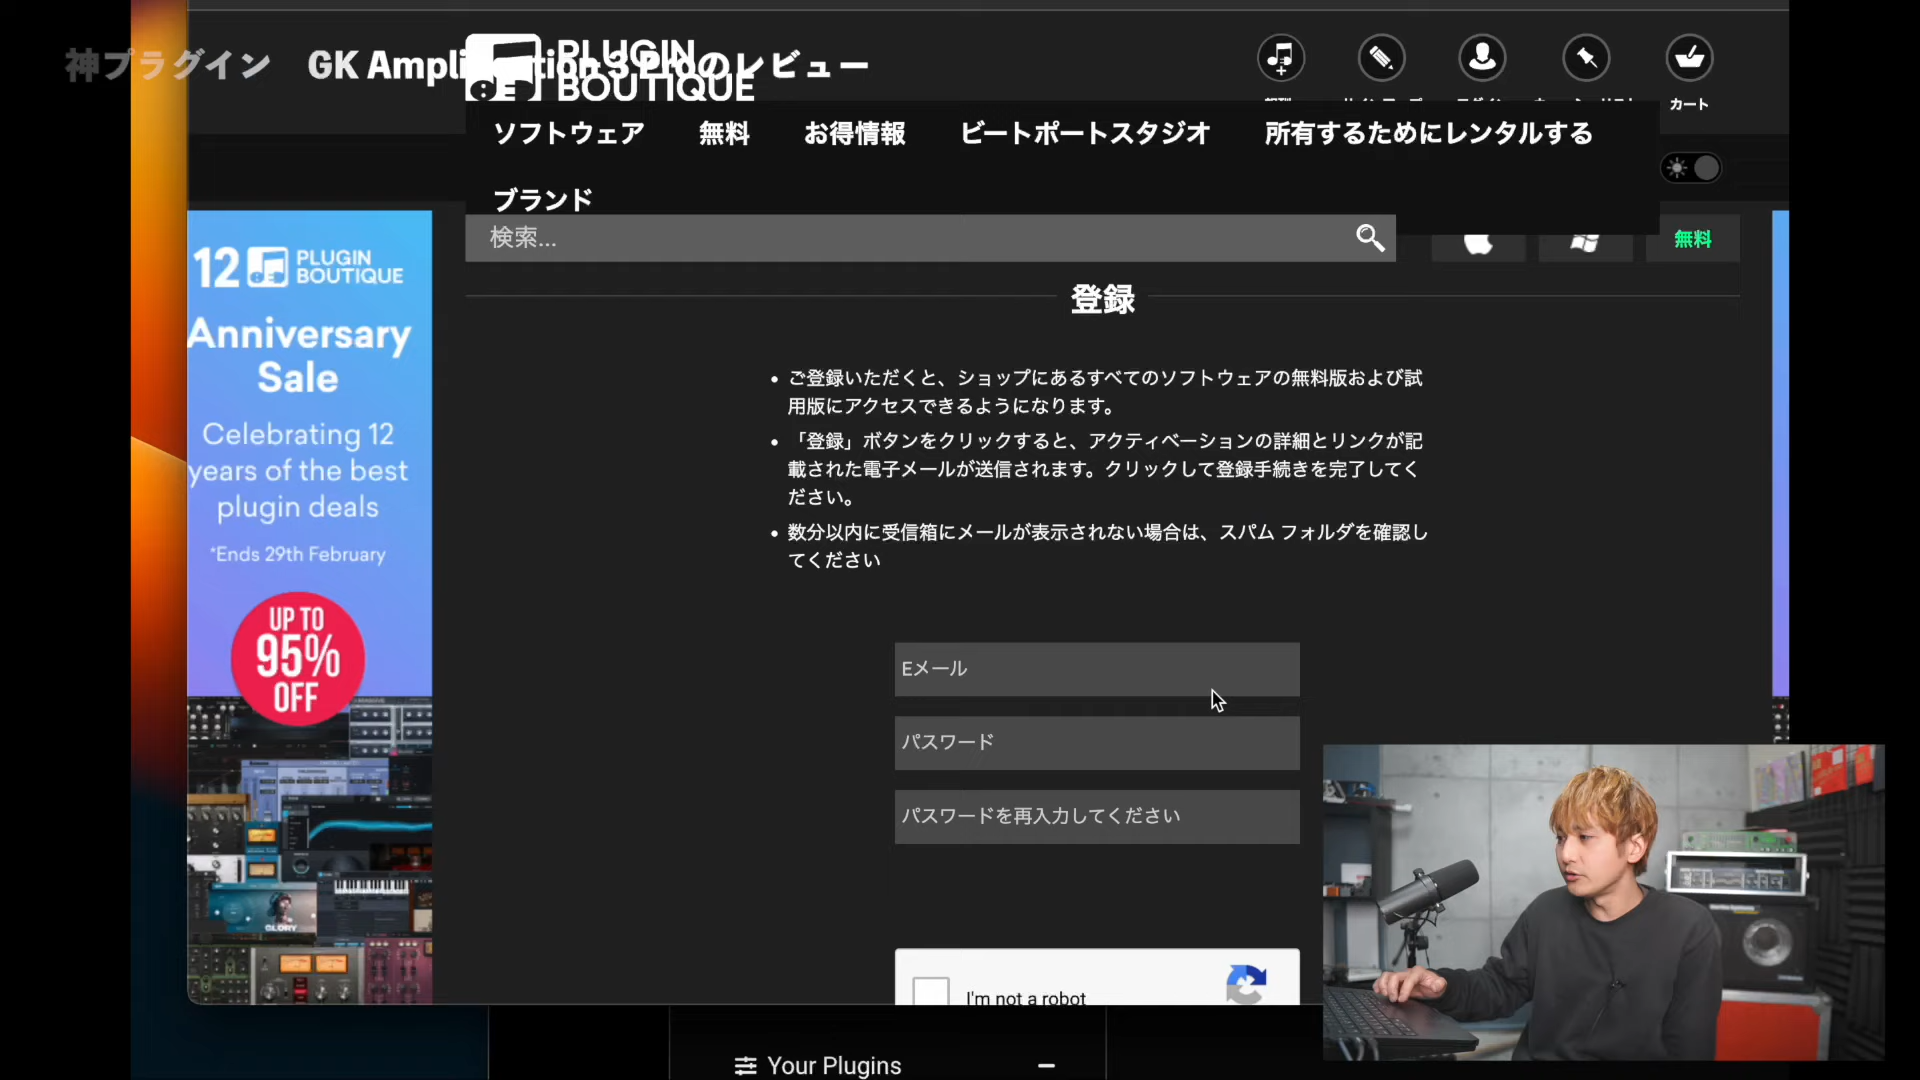 神プラグイン GK Amplification 3 Proのレビュー
PLUGIN
BOUTIQUE
カート
ソフトウェア 無料 お得情報 ビートポートスタジオ 所有するためにレンタルする
ブランド
検索...
無料
12 PLUGIN
BOUTIQUE
Anniversary
Sale
Celebrating 12
years of the best
plugin deals
*Ends 29th February
UP TO
95%
OFF
GLORY
登録
• ご登録いただくと、ショップにあるすべてのソフトウェアの無料版および試
用版にアクセスできるようになります。
• 「登録」ボタンをクリックすると、アクティベーションの詳細とリンクが記
載された電子メールが送信されます。クリックして登録手続きを完了してく
ださい。
• 数分以内に受信箱にメールが表示されない場合は、スパム フォルダを確認し
てください
Eメール
パスワード
パスワードを再入力してください
I'm not a robot
Your Plugins